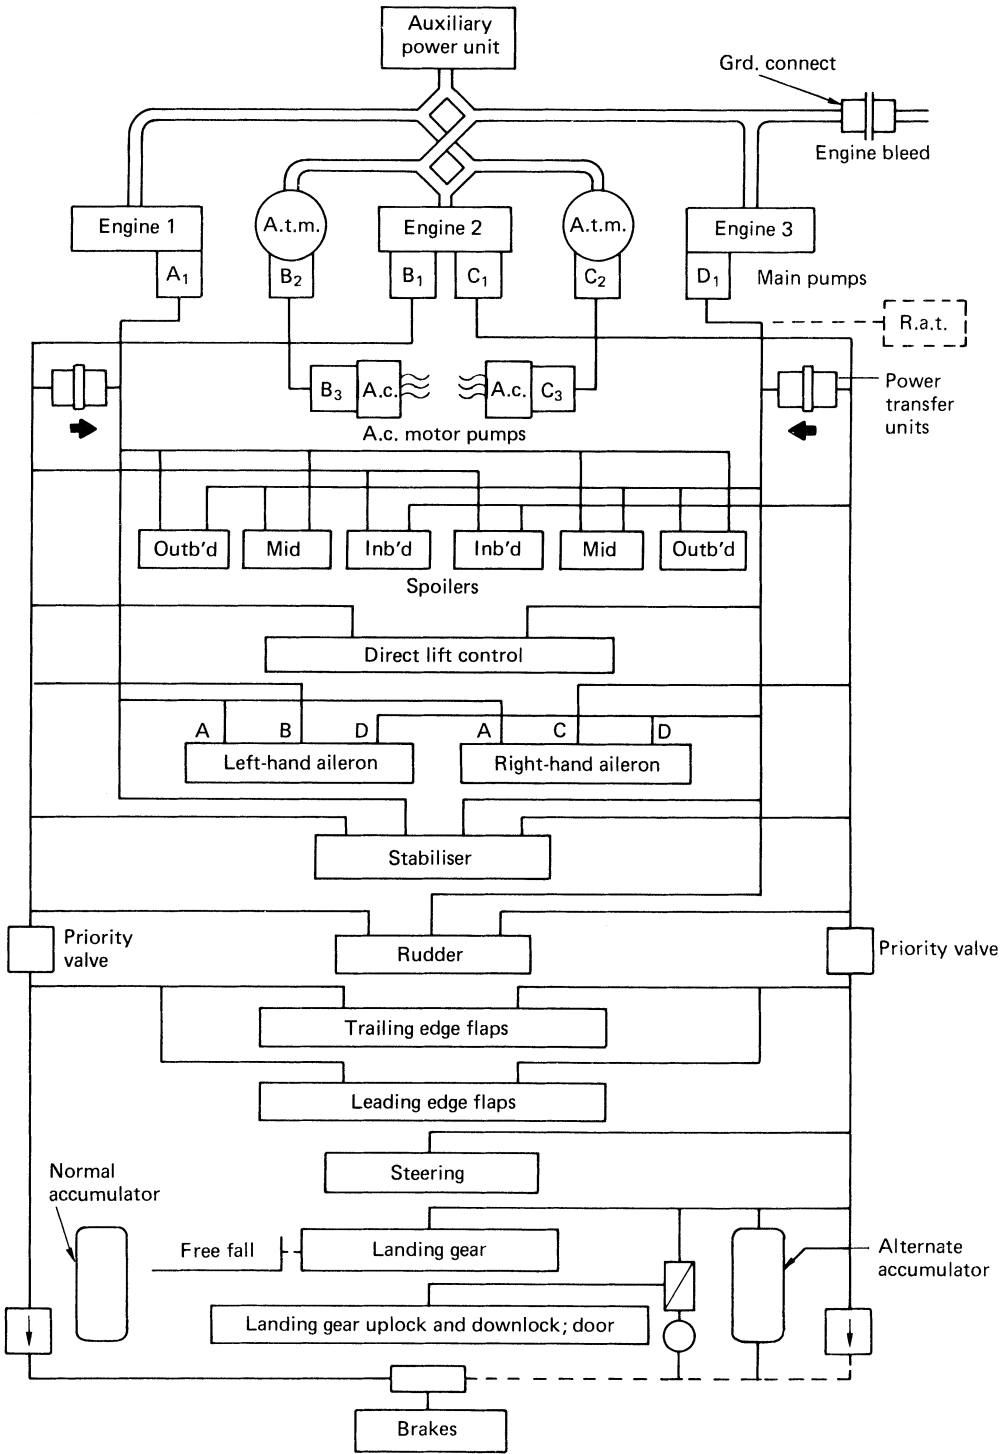 Auxiliary
power unit
Grd. connect
Engine bleed
Engine 1
A.t.m.
Engine 2
A.t.m.
Engine 3
A1
B2
B1
C1
C2
D1
Main pumps
R.a.t.
B3
A.c.
A.c.
C3
Power
transfer
units
A.c. motor pumps
Outb'd
Mid
Inb'd
Inb'd
Mid
Outb'd
Spoilers
Direct lift control
A
B
D
A
C
D
Left-hand aileron
Right-hand aileron
Stabiliser
Priority
valve
Rudder
Priority valve
Trailing edge flaps
Leading edge flaps
Steering
Normal
accumulator
Free fall
Landing gear
Alternate
accumulator
Landing gear uplock and downlock; door
Brakes